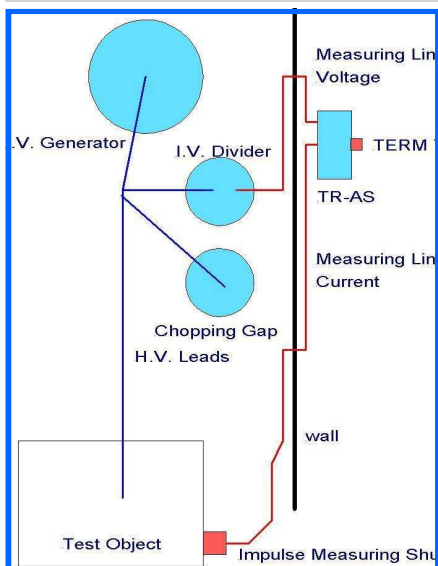 Measuring Lin
Voltage
.V. Generator
I.V. Divider
TERM
TR-AS
Measuring Lin
Current
Chopping Gap
H.V. Leads
wall
Test Object
Impulse Measuring Shu